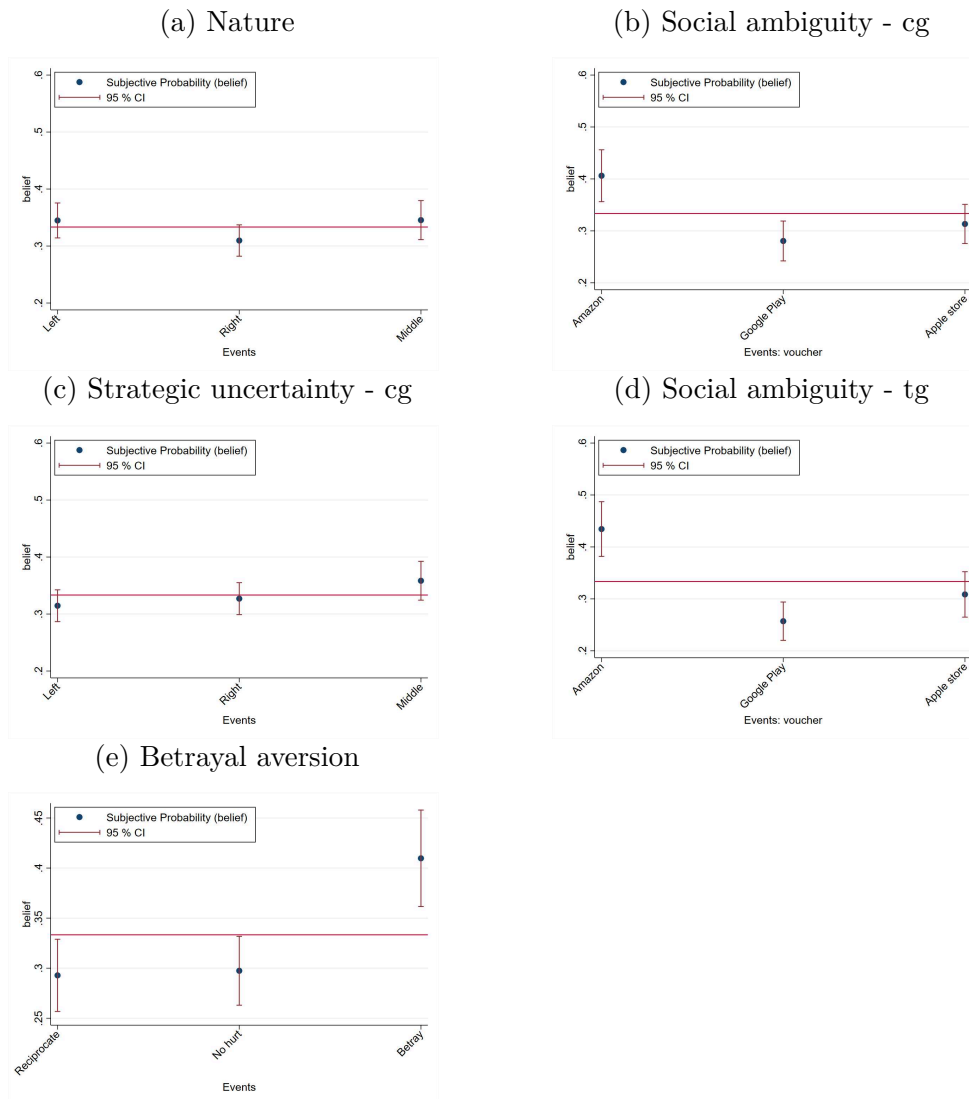 (a) Nature
Subjective Probability (belief)
95 % CI
belief
.6
.5
.4
.3
.2
Left
Right
Middle
Events
(b) Social ambiguity - cg
Subjective Probability (belief)
95 % CI
belief
.6
.5
.4
.3
.2
Amazon
Google Play
Apple store
Events: voucher
(c) Strategic uncertainty - cg
Subjective Probability (belief)
95 % CI
belief
.6
.5
.4
.3
.2
Left
Right
Middle
Events
(d) Social ambiguity - tg
Subjective Probability (belief)
95 % CI
belief
.6
.5
.4
.3
.2
Amazon
Google Play
Apple store
Events: voucher
(e) Betrayal aversion
Subjective Probability (belief)
95 % CI
belief
.45
.4
.35
.3
.25
Reciprocate
No hurt
Betray
Events